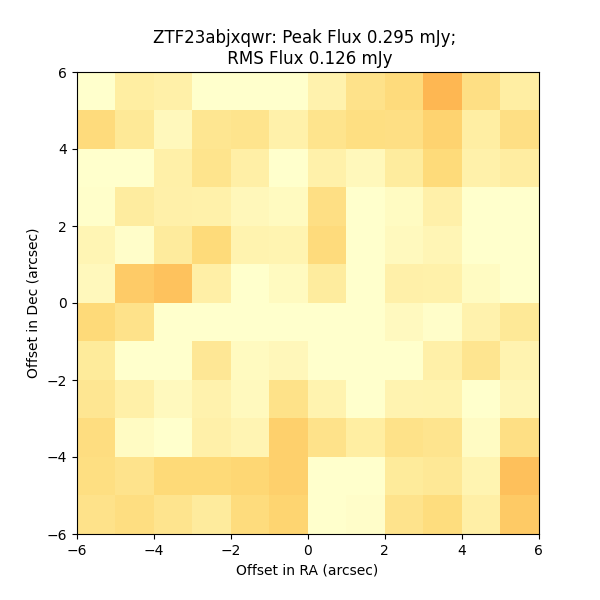 ZTF23abjxqwr: Peak Flux 0.295 mJy;
RMS Flux 0.126 mJy
6
4
2
0
−2
−4
−6
Offset in Dec (arcsec)
−6 −4 −2 0 2 4 6
Offset in RA (arcsec)